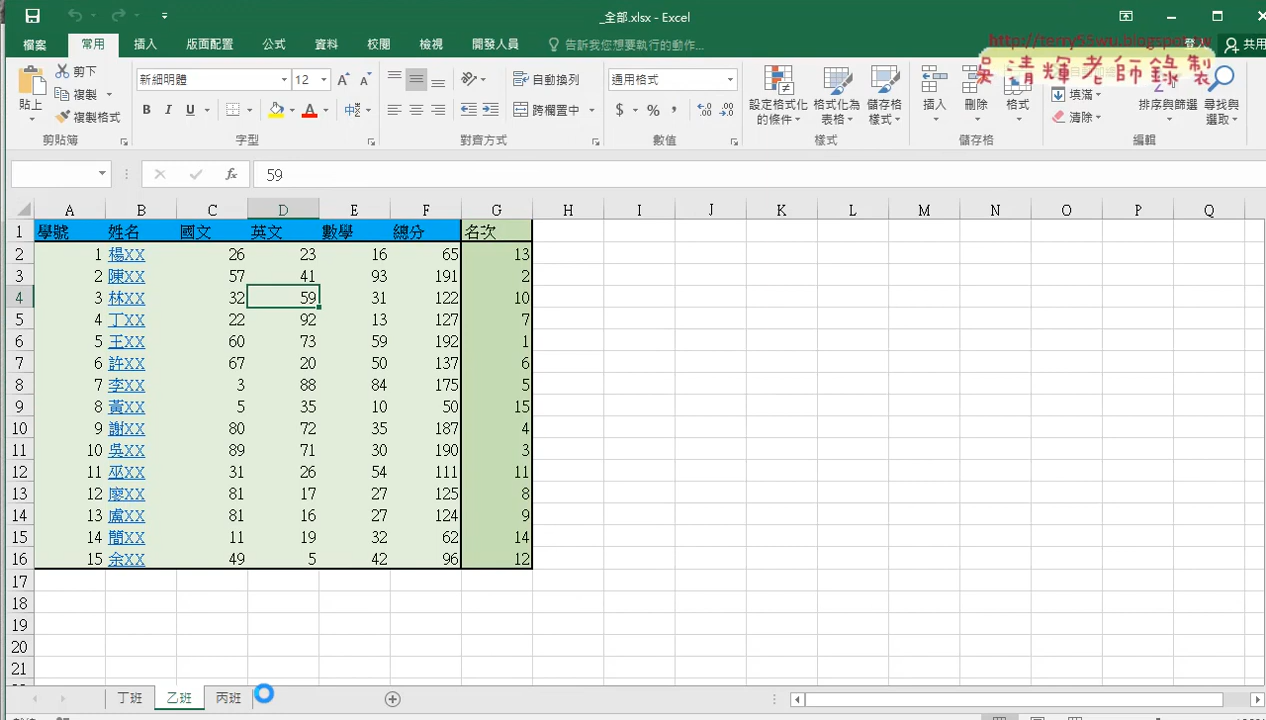 _全部.xlsx - Excel
檔案 常用 插入 版面配置 公式 資料 校閱 檢視 開發人員 告訴我您想要執行的動作... 登入 共用
http://terry55wu.blogspot.tw
吳清輝老師錄製
貼上 剪下 複製 複製格式
新細明體 12
B I U
自動換列 跨欄置中
通用格式
$ %
設定格式化的條件 格式化為表格 儲存格樣式
插入 刪除 格式
填滿 清除 排序與篩選 尋找與選取
剪貼簿 字型 對齊方式 數值 樣式 儲存格 編輯
fx 59
A B C D E F G H I J K L M N O P Q
1 學號 姓名 國文 英文 數學 總分 名次
2 1 楊XX 26 23 16 65 13
3 2 陳XX 57 41 93 191 2
4 3 林XX 32 59 31 122 10
5 4 丁XX 22 92 13 127 7
6 5 王XX 60 73 59 192 1
7 6 許XX 67 20 50 137 6
8 7 李XX 3 88 84 175 5
9 8 黃XX 5 35 10 50 15
10 9 謝XX 80 72 35 187 4
11 10 吳XX 89 71 30 190 3
12 11 巫XX 31 26 54 111 11
13 12 廖XX 81 17 27 125 8
14 13 盧XX 81 16 27 124 9
15 14 簡XX 11 19 32 62 14
16 15 余XX 49 5 42 96 12
17
18
19
20
21
丁班 乙班 丙班